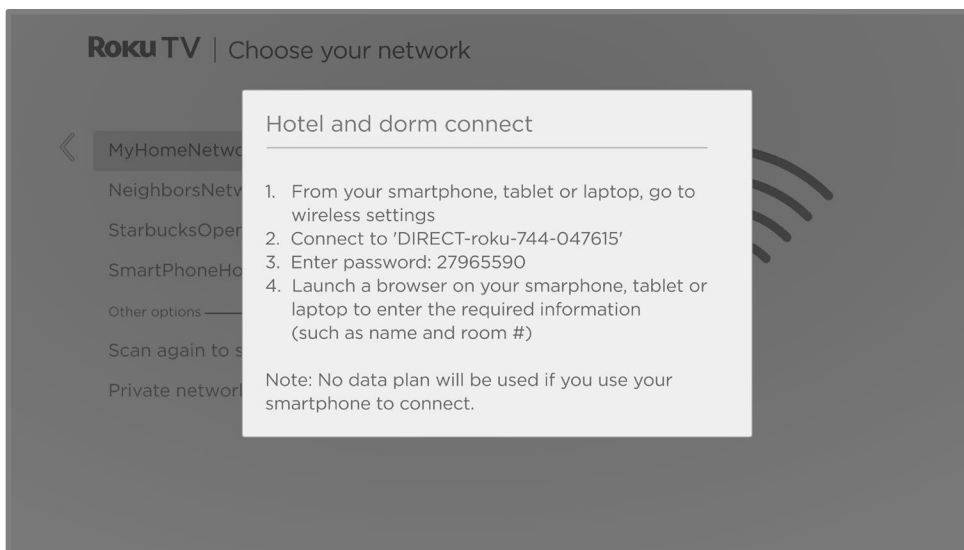 Roku TV | Choose your network
Hotel and dorm connect
MyHomeNetwo
NeighborsNetw
StarbucksOper
SmartPhoneHo
Other options
Scan again to s
Private network
1. From your smartphone, tablet or laptop, go to
wireless settings
2. Connect to 'DIRECT-roku-744-047615'
3. Enter password: 27965590
4. Launch a browser on your smarphone, tablet or
laptop to enter the required information
(such as name and room #)
Note: No data plan will be used if you use your
smartphone to connect.